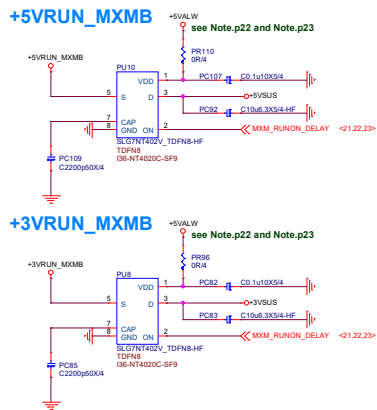 +5VRUN_MXMB
+5VALW
see Note.p22 and Note.p23
PR110
0R/4
+5VRUN_MXMB
PU10
VDD 1 PC107 C0.1u10X5/4
5 S D 3 +5VSUS
PC92 C10u6.3X5/4-HF
7 CAP
8 GND ON 2 MXM_RUNON_DELAY <21,22,23>
SLG7NT402V_TDFN8-HF
TDFN8
I36-NT4020C-SF9
PC109
C2200p50X/4
+3VRUN_MXMB
+5VALW
see Note.p22 and Note.p23
PR96
0R/4
+3VRUN_MXMB
PU8
VDD 1 PC82 C0.1u10X5/4
5 S D 3 +3VSUS
PC83 C10u6.3X5/4-HF
7 CAP
8 GND ON 2 MXM_RUNON_DELAY <21,22,23>
SLG7NT402V_TDFN8-HF
TDFN8
I36-NT4020C-SF9
PC85
C2200p50X/4